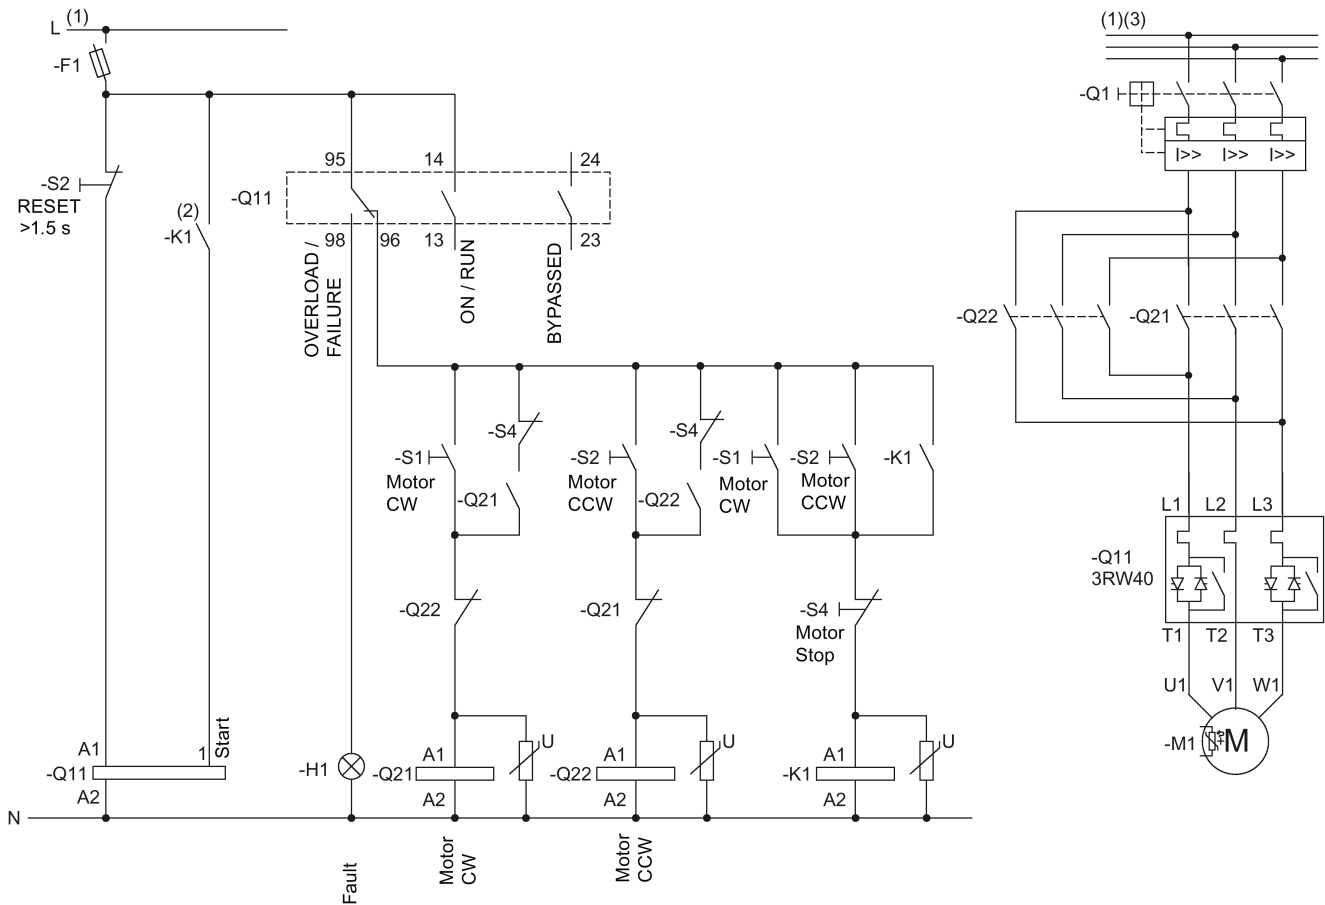 L
(1)
-F1
-S2
RESET
>1.5 s
(2)
-K1
-Q11
95
14
24
98
96
13
23
OVERLOAD /
FAILURE
ON / RUN
BYPASSED
-S1
Motor
CW
-S4
-Q21
-S2
Motor
CCW
-S4
-Q22
-S1
Motor
CW
-S2
Motor
CCW
-K1
-Q22
-Q21
-S4
Motor
Stop
A1
-Q11
A2
1
Start
-H1
A1
-Q21
A2
U
A1
-Q22
A2
U
A1
-K1
A2
U
N
Fault
Motor
CW
Motor
CCW
(1)(3)
-Q1
I>>
I>>
I>>
-Q22
-Q21
L1
L2
L3
-Q11
3RW40
T1
T2
T3
U1
V1
W1
-M1
M